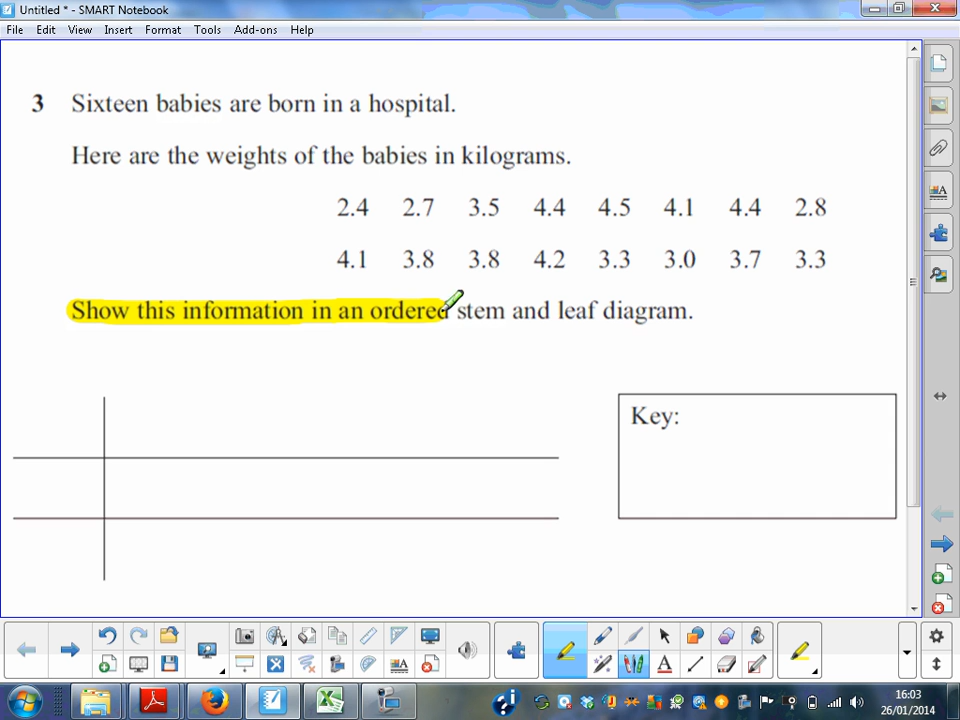 Untitled * - SMART Notebook
File Edit View Insert Format Tools Add-ons Help
3 Sixteen babies are born in a hospital.
Here are the weights of the babies in kilograms.
2.4 2.7 3.5 4.4 4.5 4.1 4.4 2.8
4.1 3.8 3.8 4.2 3.3 3.0 3.7 3.3
Show this information in an ordered stem and leaf diagram.
Key:
16:03
26/01/2014